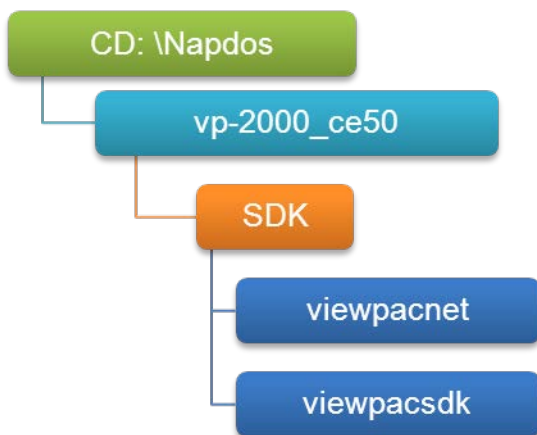 CD: \Napdos
vp-2000_ce50
SDK
viewpacnet
viewpacsdk